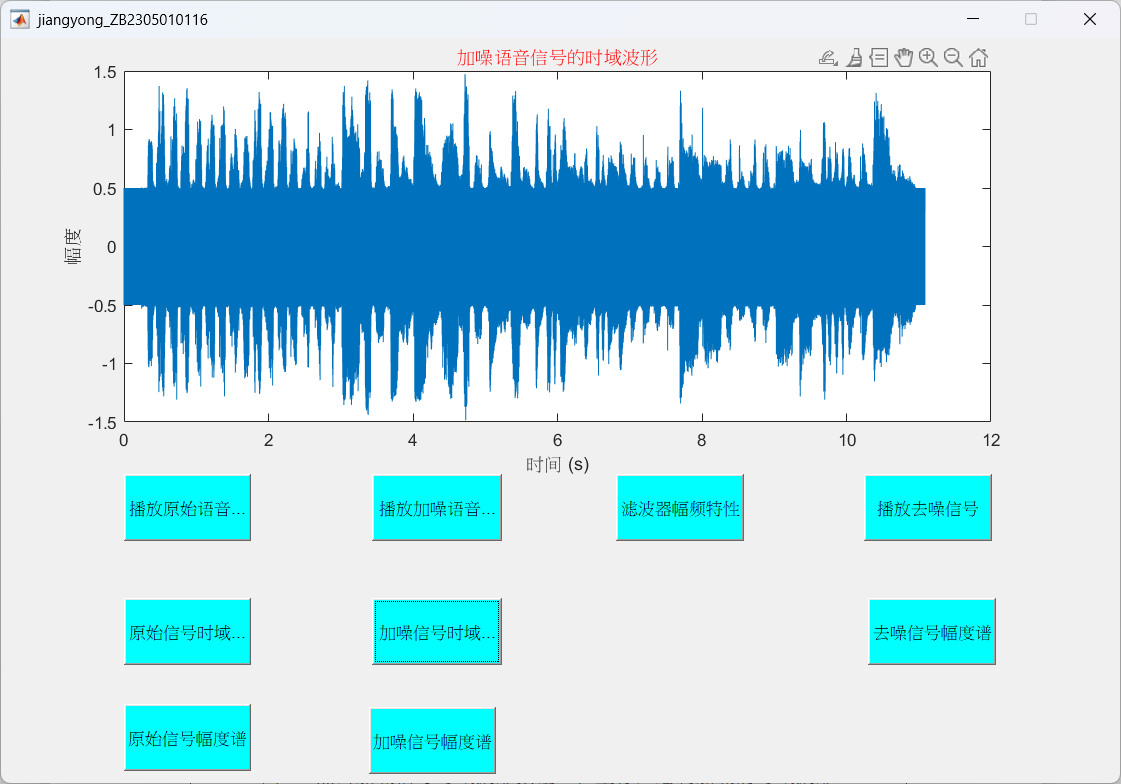 jiangyong_ZB2305010116
加噪语音信号的时域波形
1.5
1
0.5
0
-0.5
-1
-1.5
幅度
0 2 4 6 8 10 12
时间 (s)
播放原始语音... 播放加噪语音... 滤波器幅频特性 播放去噪信号
原始信号时域... 加噪信号时域... 去噪信号幅度谱
原始信号幅度谱 加噪信号幅度谱